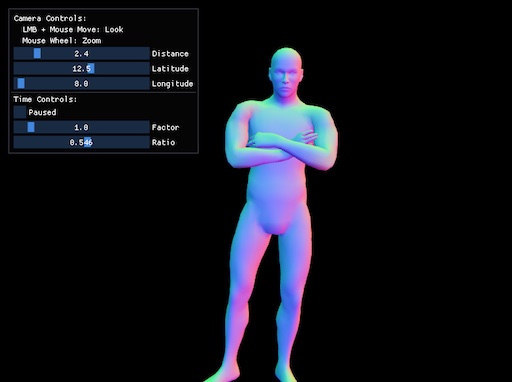 Camera Controls:
LMB + Mouse Move: Look
Mouse Wheel: Zoom
2.4 Distance
12.5 Latitude
8.0 Longitude
Time Controls:
Paused
1.0 Factor
0.546 Ratio